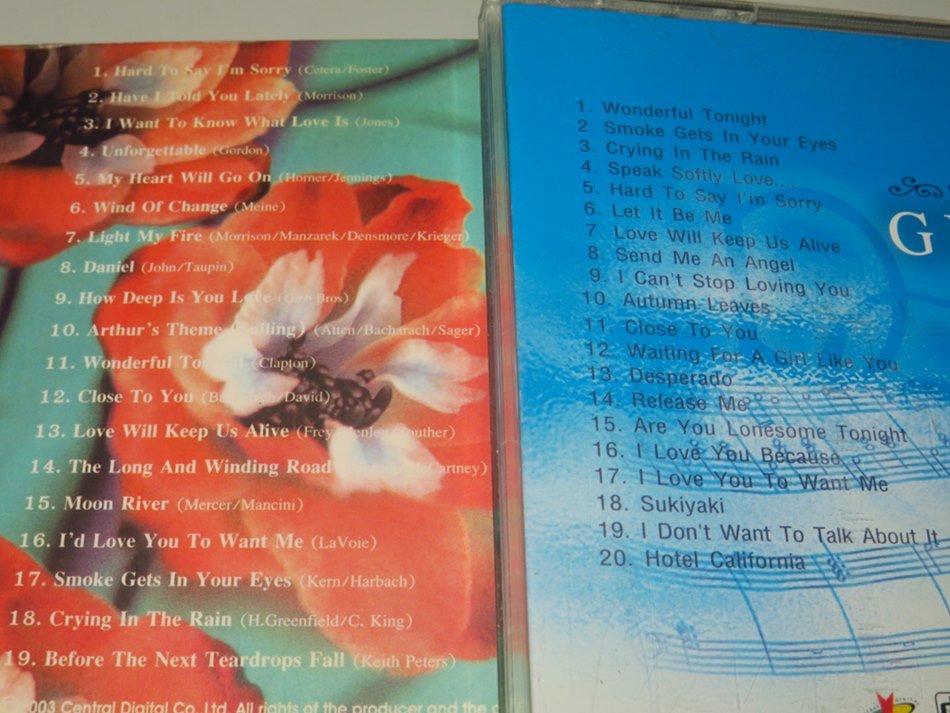 1. Hard To Say I'm Sorry (Cetera/Foster)
2. Have I Told You Lately (Morrison)
3. I Want To Know What Love Is (Jones)
4. Unforgettable (Gordon)
5. My Heart Will Go On (Horner/Jennings)
6. Wind Of Change (Meine)
7. Light My Fire (Morrison/Manzarek/Densmore/Krieger)
8. Daniel (John/Taupin)
9. How Deep Is You Love (Gibb Bros)
10. Arthur's Theme (Sailing) (Atten/Bacharach/Sager)
11. Wonderful Tonight (Clapton)
12. Close To You (Bacharach/David)
13. Love Will Keep Us Alive (Frey/Henley/Souther)
14. The Long And Winding Road McCartney)
15. Moon River (Mercer/Mancini)
16. I'd Love You To Want Me (LaVoie)
17. Smoke Gets In Your Eyes (Kern/Harbach)
18. Crying In The Rain (H.Greenfield/C. King)
19. Before The Next Teardrops Fall (Keith Peters)
2003 Central Digital Co. Ltd. All rights of the producer and the
1. Wonderful Tonight
2. Smoke Gets In Your Eyes
3. Crying In The Rain
4. Speak Softly Love....
5. Hard To Say I'm Sorry
6. Let It Be Me
7. Love Will Keep Us Alive
8. Send Me An Angel
9. I Can't Stop Loving You
10. Autumn Leaves
11. Close To You
12. Waiting For A Girl Like You
13. Desperado
14. Release Me
15. Are You Lonesome Tonight
16. I Love You Because
17. I Love You To Want Me
18. Sukiyaki
19. I Don't Want To Talk About It
20. Hotel California
G